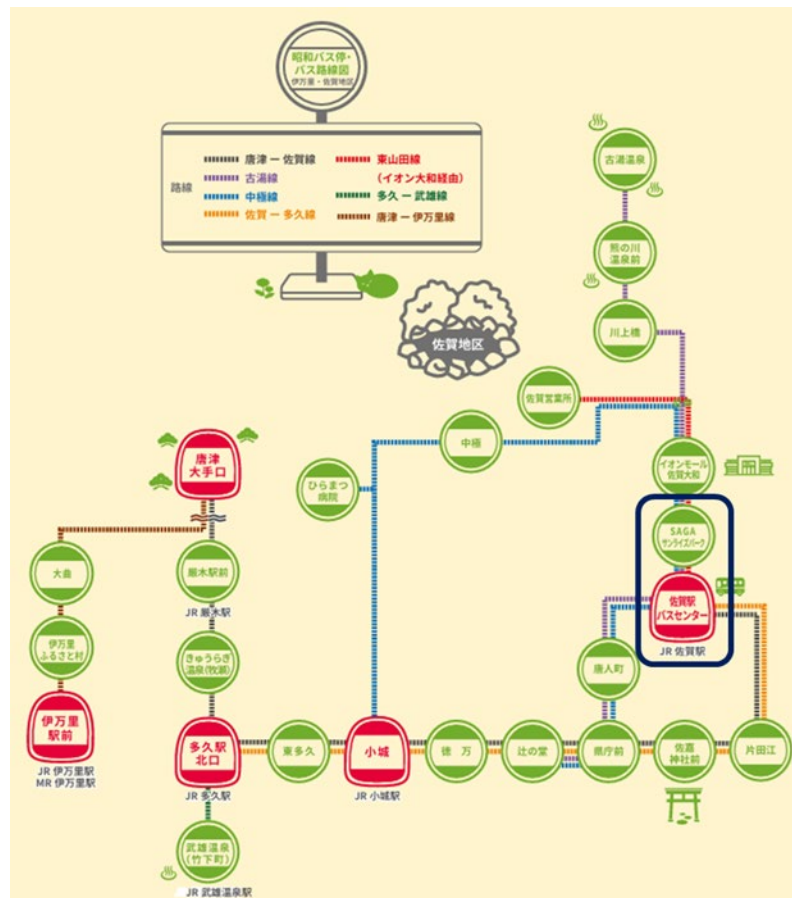 昭和バス停・
バス路線図
伊万里・佐賀地区
路線
唐津 ー 佐賀線
古湯線
中極線
佐賀 ー 多久線
東山田線
(イオン大和経由)
多久 ー 武雄線
唐津 ー 伊万里線
佐賀地区
古湯温泉
熊の川
温泉前
川上橋
佐賀営業所
中極
イオンモール
佐賀大和
ひらまつ
病院
唐津
大手口
SAGA
サンライズパーク
大曲
厳木駅前
JR 厳木駅
佐賀駅
バスセンター
JR 佐賀駅
伊万里
ふるさと村
きゅうらぎ
温泉(牧瀬)
唐人町
伊万里
駅前
JR 伊万里駅
MR 伊万里駅
多久駅
北口
JR 多久駅
東多久
小城
JR 小城駅
徳万
辻の堂
県庁前
佐嘉
神社前
片田江
武雄温泉
(竹下町)
JR 武雄温泉駅